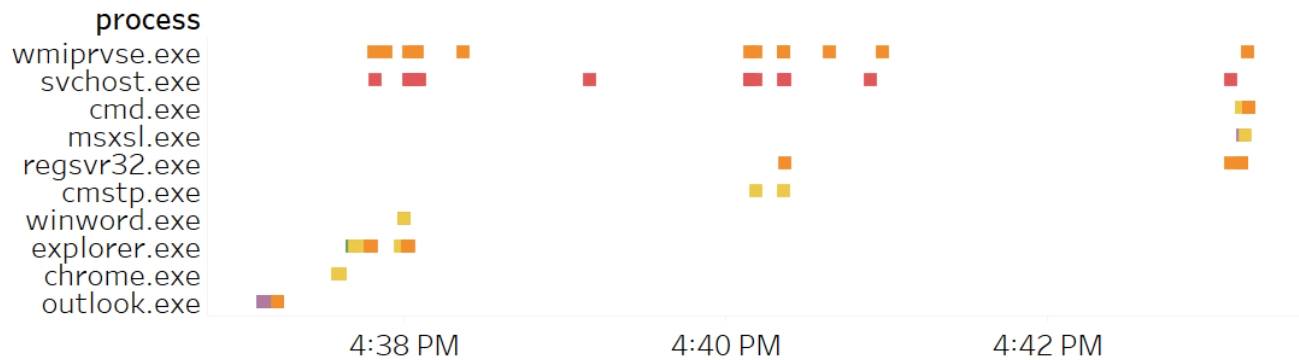 process
wmiprvse.exe
svchost.exe
cmd.exe
msxsl.exe
regsvr32.exe
cmstp.exe
winword.exe
explorer.exe
chrome.exe
outlook.exe
4:38 PM 4:40 PM 4:42 PM